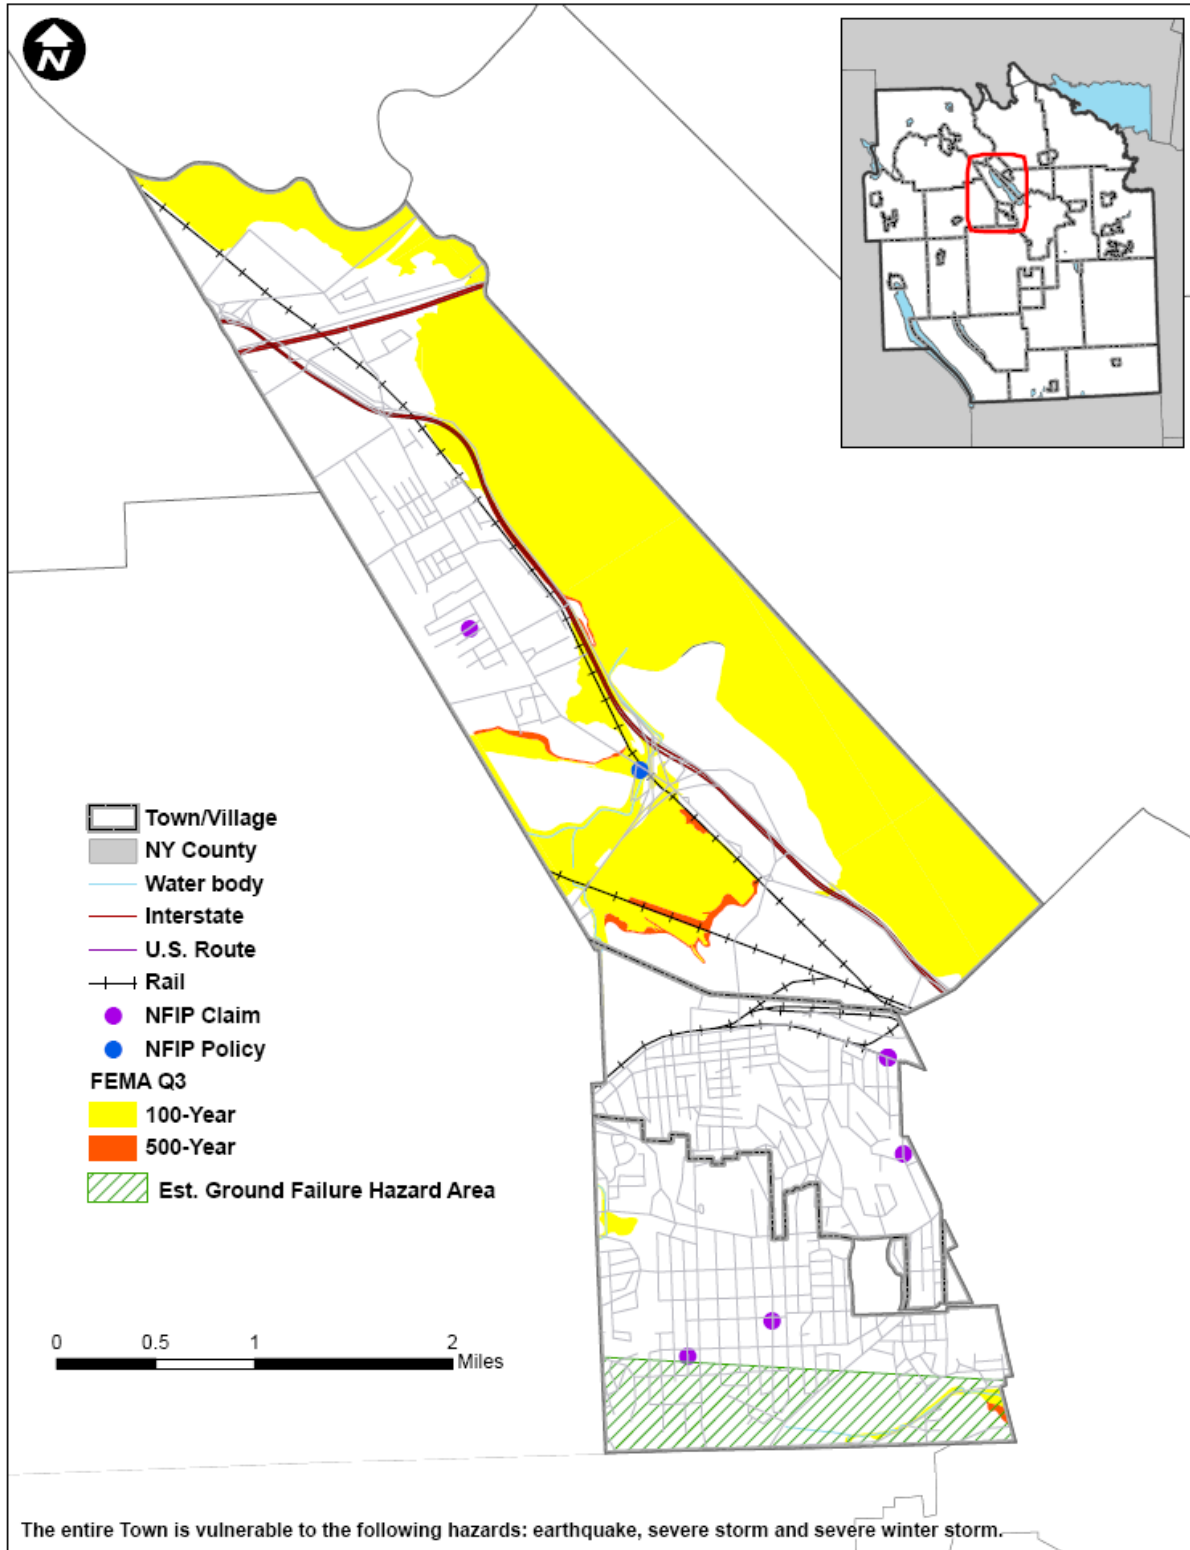 N
Town/Village
NY County
Water body
Interstate
U.S. Route
Rail
NFIP Claim
NFIP Policy
FEMA Q3
100-Year
500-Year
Est. Ground Failure Hazard Area
0 0.5 1 2
Miles
The entire Town is vulnerable to the following hazards: earthquake, severe storm and severe winter storm.